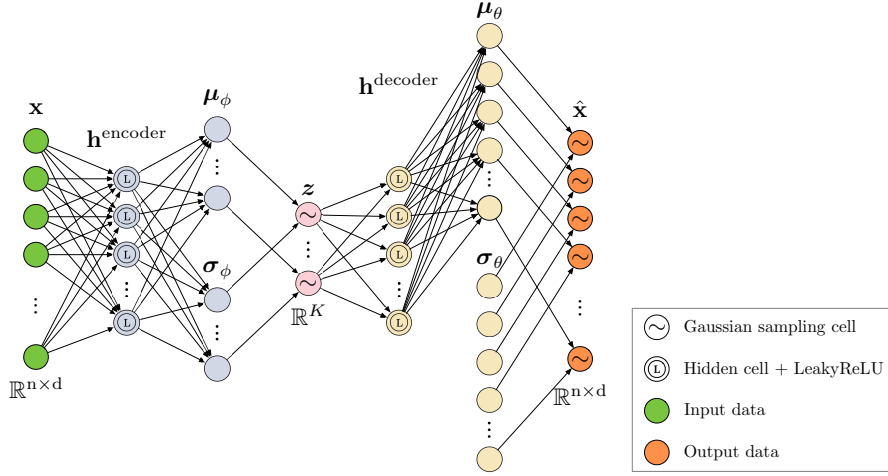 𝝁_θ
𝐡^decoder
𝐱
𝝁_ϕ
x̂
𝐡^encoder
L
L
L
L
𝒛
∼
∼
ℝ^K
L
L
L
L
𝝈_ϕ
𝝈_θ
∼
∼
∼
∼
∼
ℝ^n×d
ℝ^n×d
∼ Gaussian sampling cell
L Hidden cell + LeakyReLU
Input data
Output data